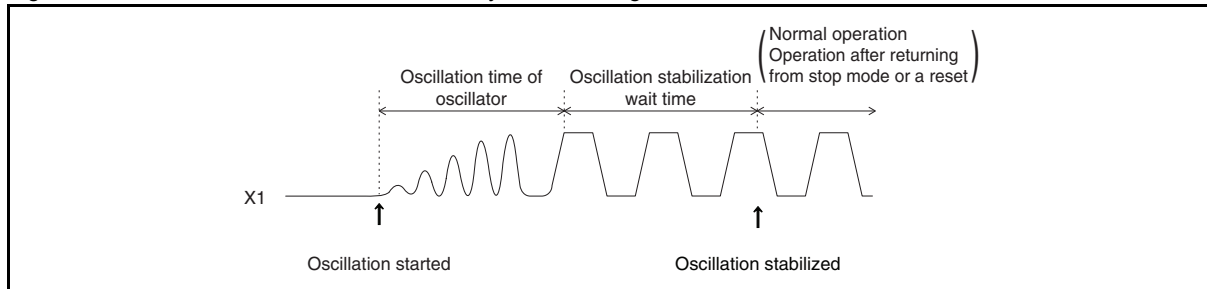 Normal operation
Operation after returning
from stop mode or a reset
Oscillation time of
oscillator
Oscillation stabilization
wait time
X1
Oscillation started
Oscillation stabilized